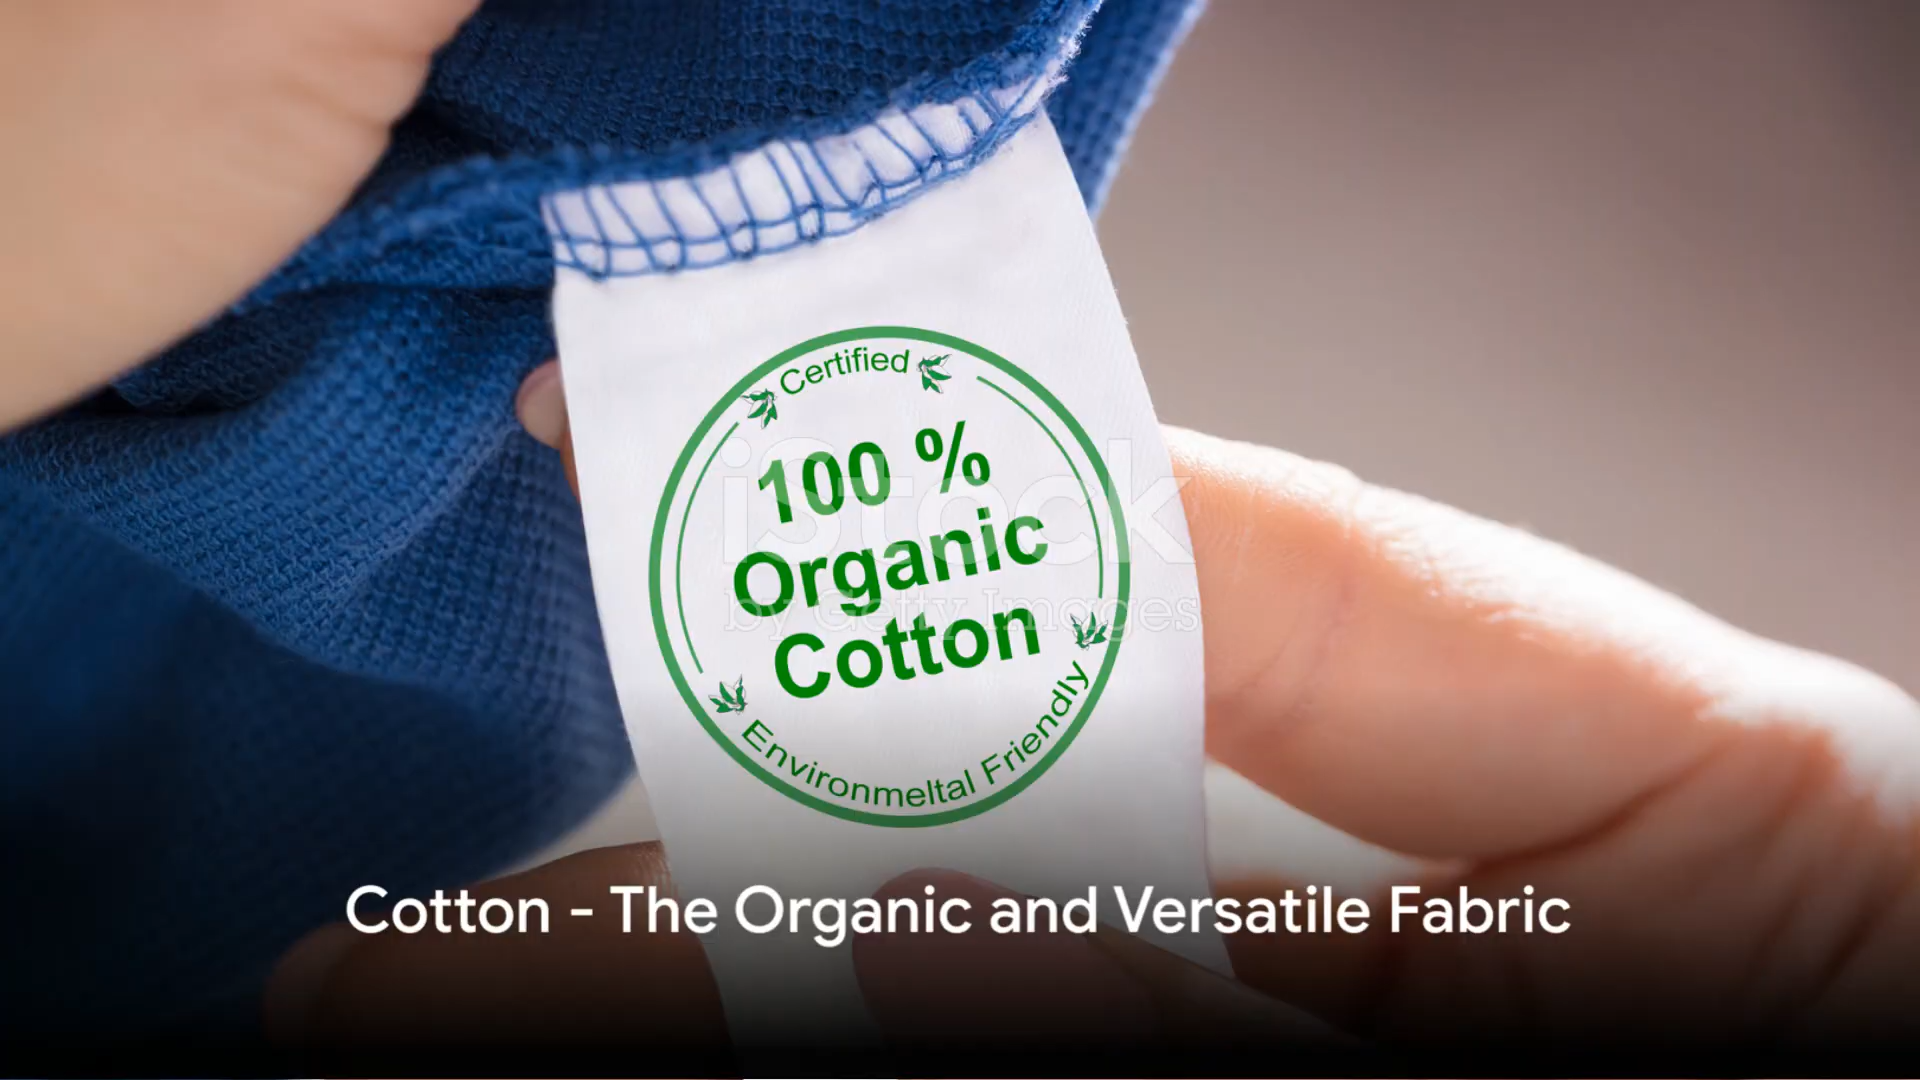 Certified
100 %
Organic
Cotton
Environmeltal Friendly
iStock
by Getty Images
Cotton - The Organic and Versatile Fabric